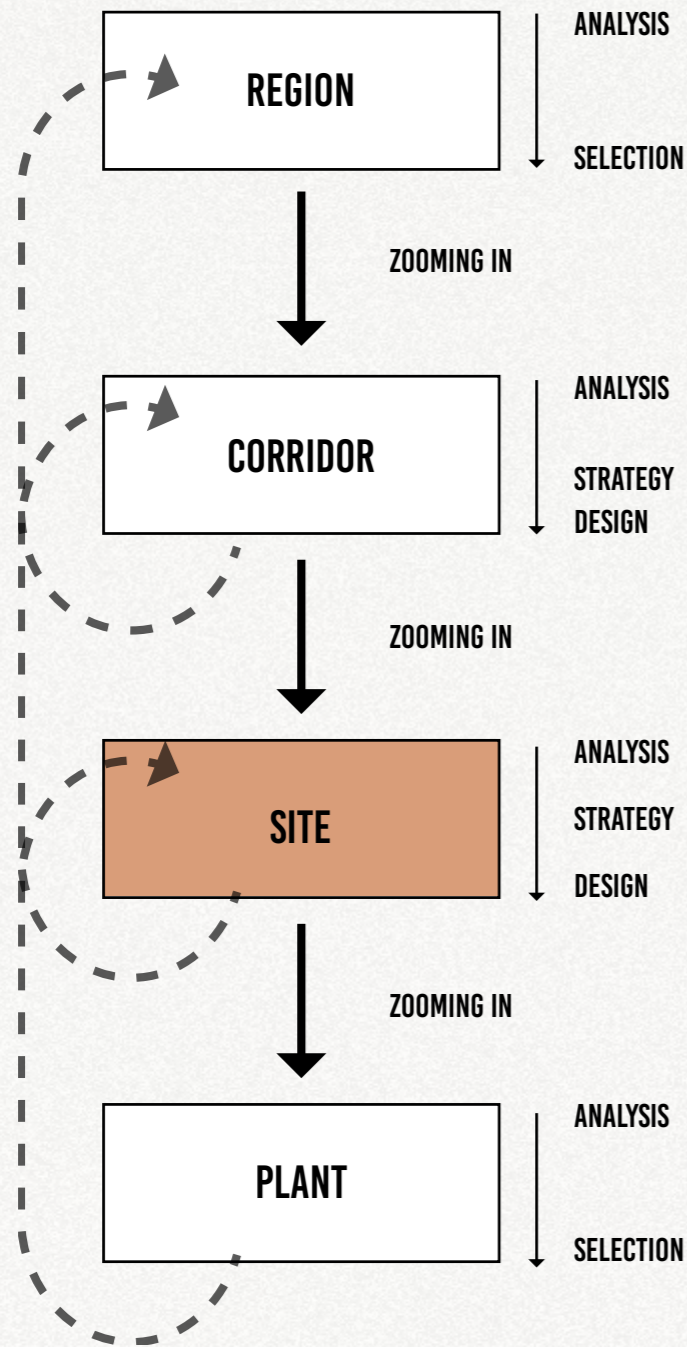 REGION
ANALYSIS
SELECTION
ZOOMING IN
CORRIDOR
ANALYSIS
STRATEGY
DESIGN
ZOOMING IN
SITE
ANALYSIS
STRATEGY
DESIGN
ZOOMING IN
PLANT
ANALYSIS
SELECTION